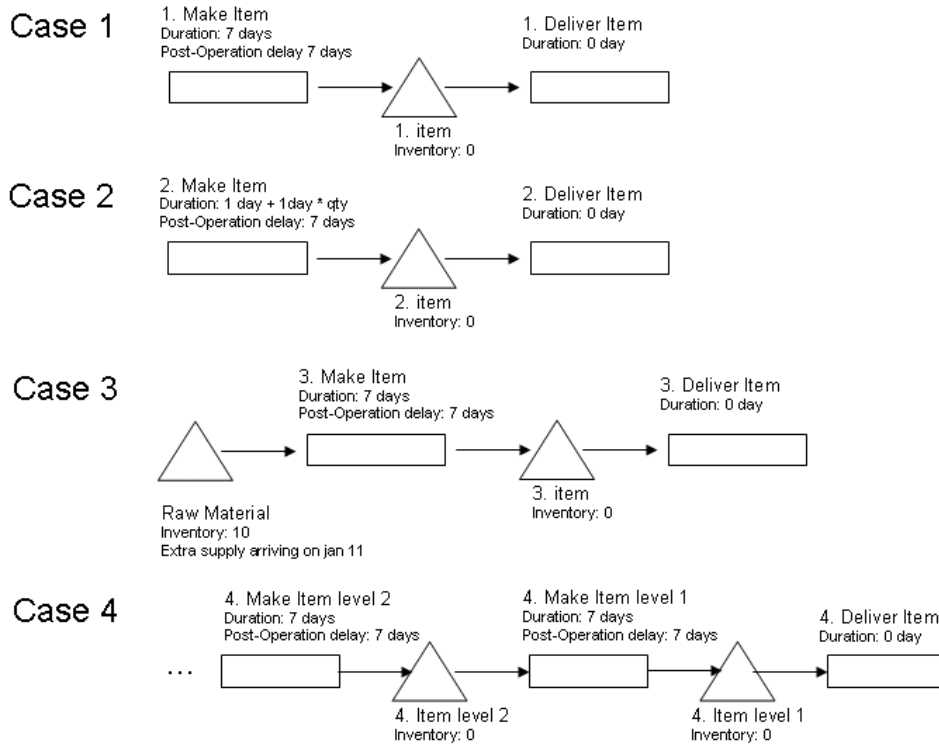 Case 1
1. Make Item
Duration: 7 days
Post-Operation delay 7 days
1. Deliver Item
Duration: 0 day
1. item
Inventory: 0
Case 2
2. Make Item
Duration: 1 day + 1day * qty
Post-Operation delay: 7 days
2. Deliver Item
Duration: 0 day
2. item
Inventory: 0
Case 3
3. Make Item
Duration: 7 days
Post-Operation delay: 7 days
3. Deliver Item
Duration: 0 day
3. item
Inventory: 0
Raw Material
Inventory: 10
Extra supply arriving on jan 11
Case 4
4. Make Item level 2
Duration: 7 days
Post-Operation delay: 7 days
4. Make Item level 1
Duration: 7 days
Post-Operation delay: 7 days
4. Deliver Item
Duration: 0 day
...
4. Item level 2
Inventory: 0
4. Item level 1
Inventory: 0